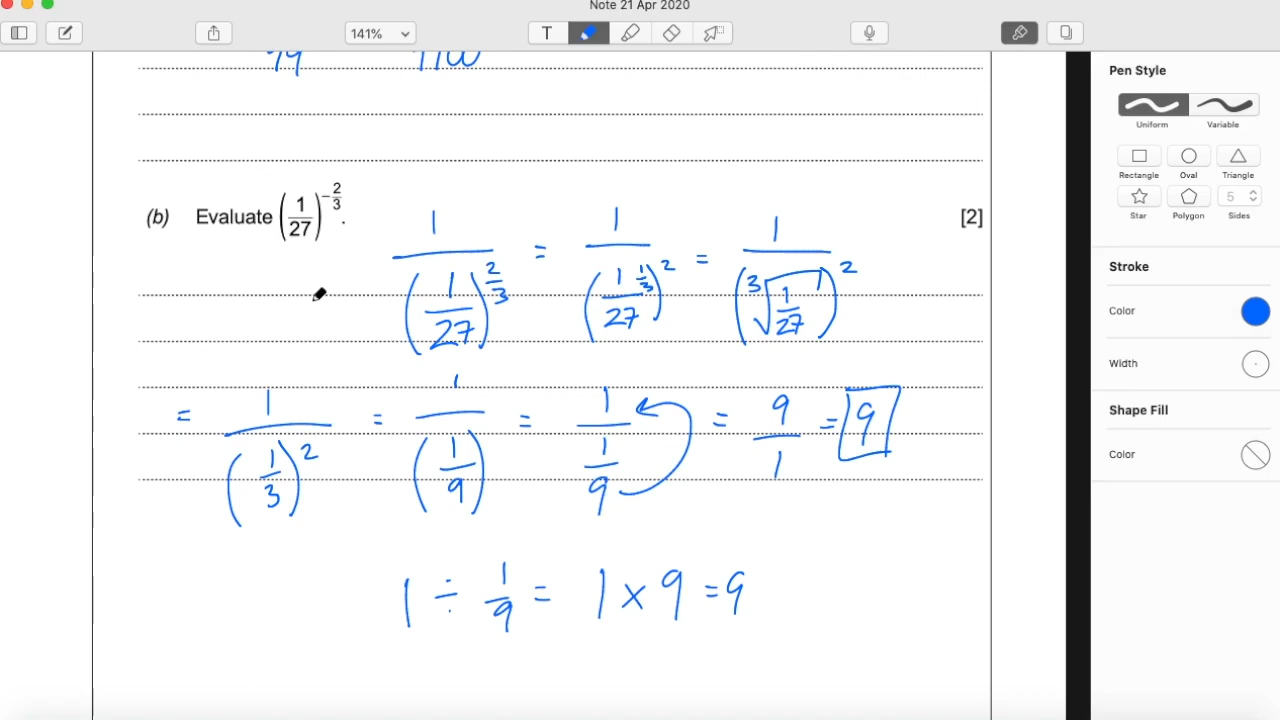 Note 21 Apr 2020
141%
T
Pen Style
Uniform Variable
Rectangle Oval Triangle
5
Star Polygon Sides
Stroke
Color
Width
Shape Fill
Color
(b) Evaluate (1/27)^(-2/3). [2]
1/(1/27)^(2/3) = 1/((1/27)^(1/3))^2 = 1/(∛(1/27))^2
= 1/(1/3)^2 = 1/(1/9) = 1/(1/9) = 9/1 = 9
1 ÷ 1/9 = 1 × 9 = 9